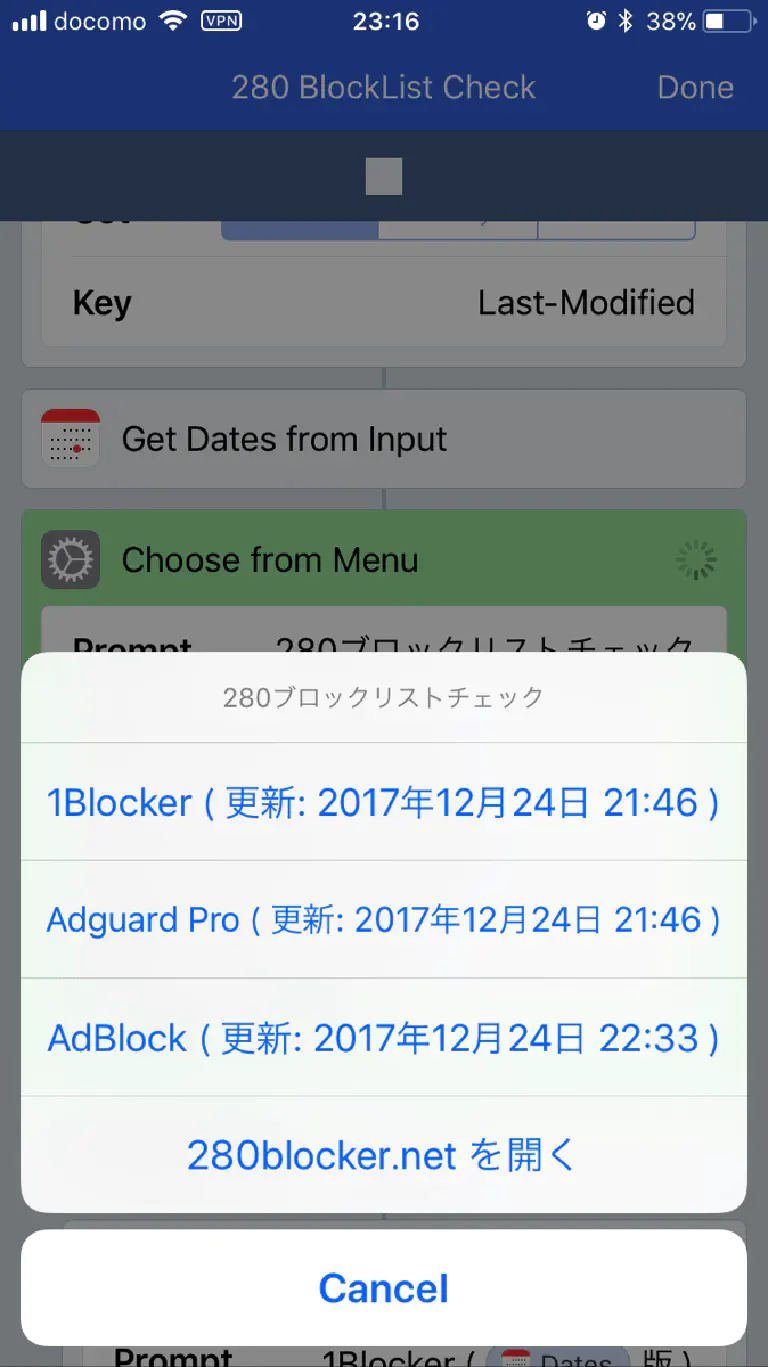 docomo VPN 23:16 38%
280 BlockList Check Done
Key Last-Modified
Get Dates from Input
Choose from Menu
Prompt 280ブロックリストチェック
280ブロックリストチェック
1Blocker ( 更新: 2017年12月24日 21:46 )
Adguard Pro ( 更新: 2017年12月24日 21:46 )
AdBlock ( 更新: 2017年12月24日 22:33 )
280blocker.net を開く
Cancel
Prompt 1Blocker ( Dates 版 )